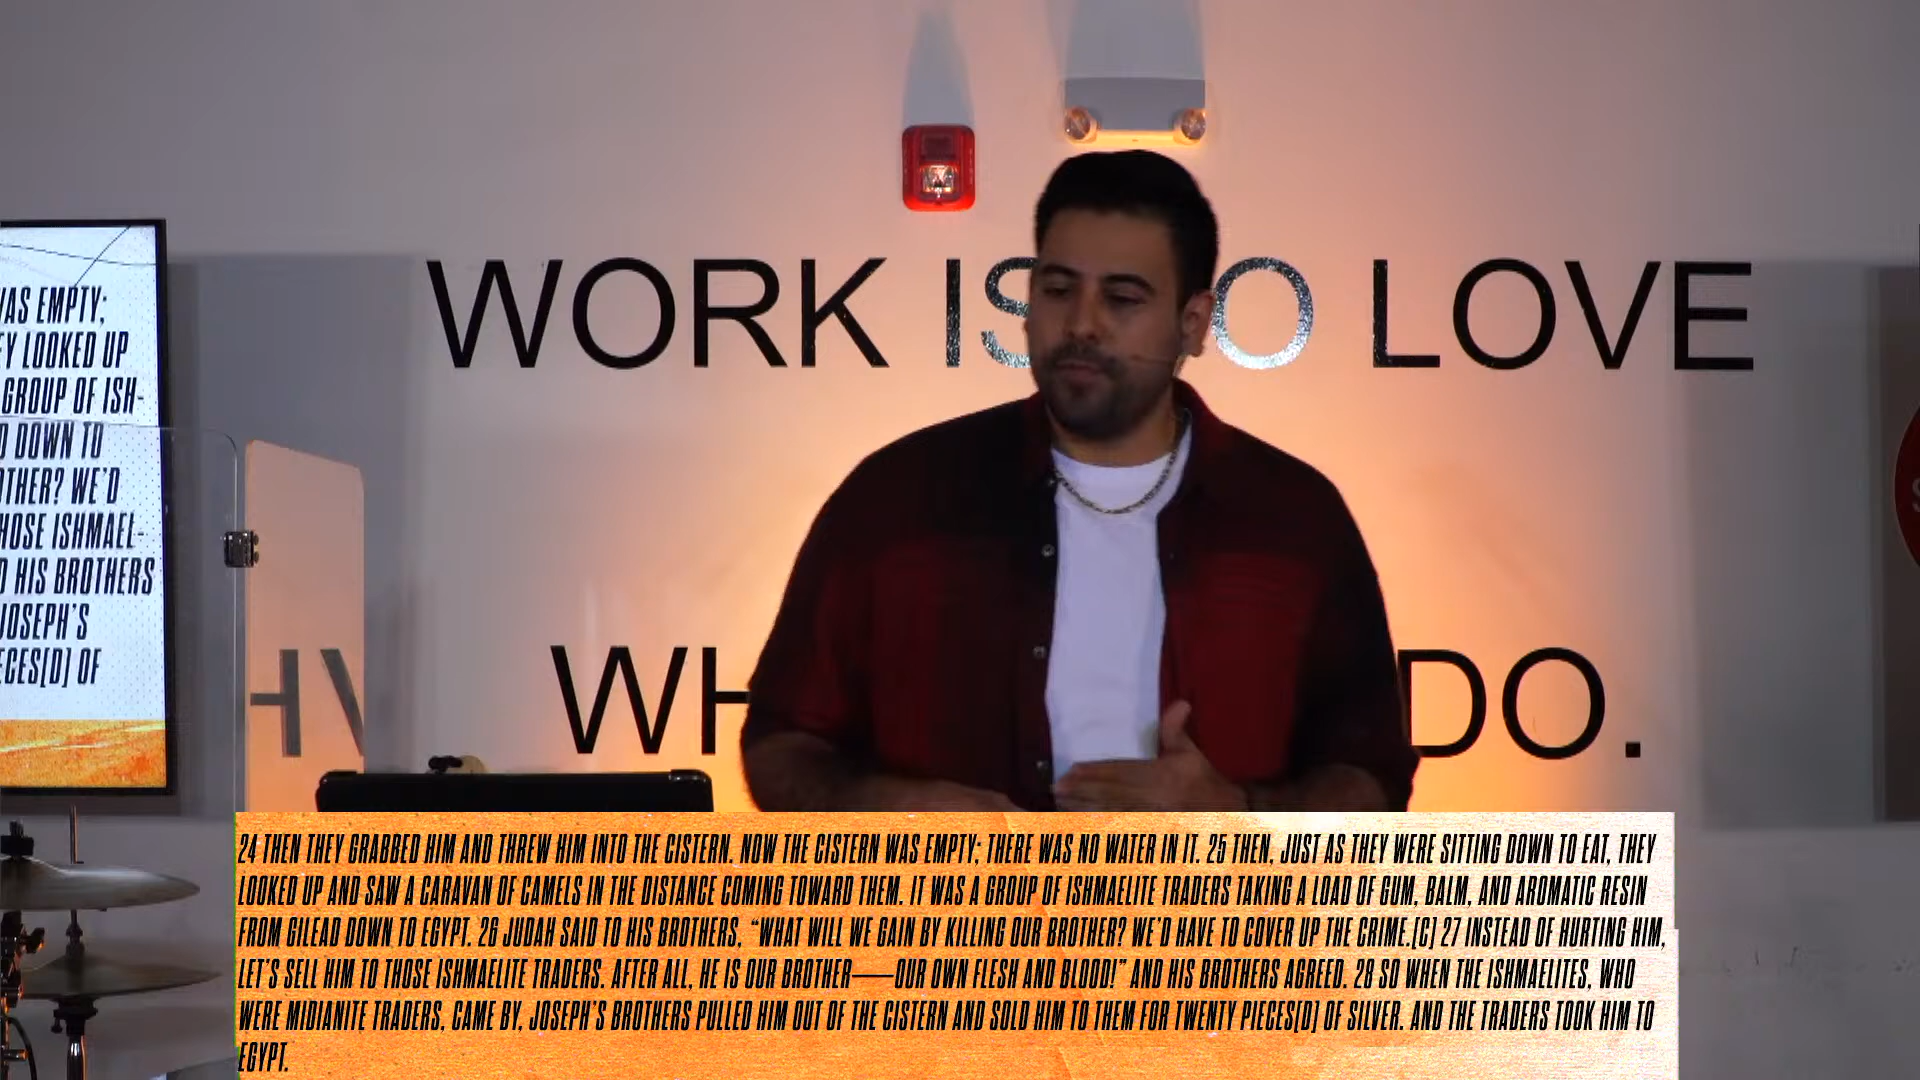 WORK IS O LOVE
WH DO.
WAS EMPTY;
EY LOOKED UP
GROUP OF ISH-
D DOWN TO
OTHER? WE'D
HOSE ISHMAEL-
D HIS BROTHERS
JOSEPH'S
ECES[D] OF
24 THEN THEY GRABBED HIM AND THREW HIM INTO THE CISTERN. NOW THE CISTERN WAS EMPTY; THERE WAS NO WATER IN IT. 25 THEN, JUST AS THEY WERE SITTING DOWN TO EAT, THEY
LOOKED UP AND SAW A CARAVAN OF CAMELS IN THE DISTANCE COMING TOWARD THEM. IT WAS A GROUP OF ISHMAELITE TRADERS TAKING A LOAD OF GUM, BALM, AND AROMATIC RESIN
FROM GILEAD DOWN TO EGYPT. 26 JUDAH SAID TO HIS BROTHERS, “WHAT WILL WE GAIN BY KILLING OUR BROTHER? WE'D HAVE TO COVER UP THE CRIME.[C] 27 INSTEAD OF HURTING HIM,
LET'S SELL HIM TO THOSE ISHMAELITE TRADERS. AFTER ALL, HE IS OUR BROTHER——OUR OWN FLESH AND BLOOD!” AND HIS BROTHERS AGREED. 28 SO WHEN THE ISHMAELITES, WHO
WERE MIDIANITE TRADERS, CAME BY, JOSEPH'S BROTHERS PULLED HIM OUT OF THE CISTERN AND SOLD HIM TO THEM FOR TWENTY PIECES[D] OF SILVER. AND THE TRADERS TOOK HIM TO
EGYPT.